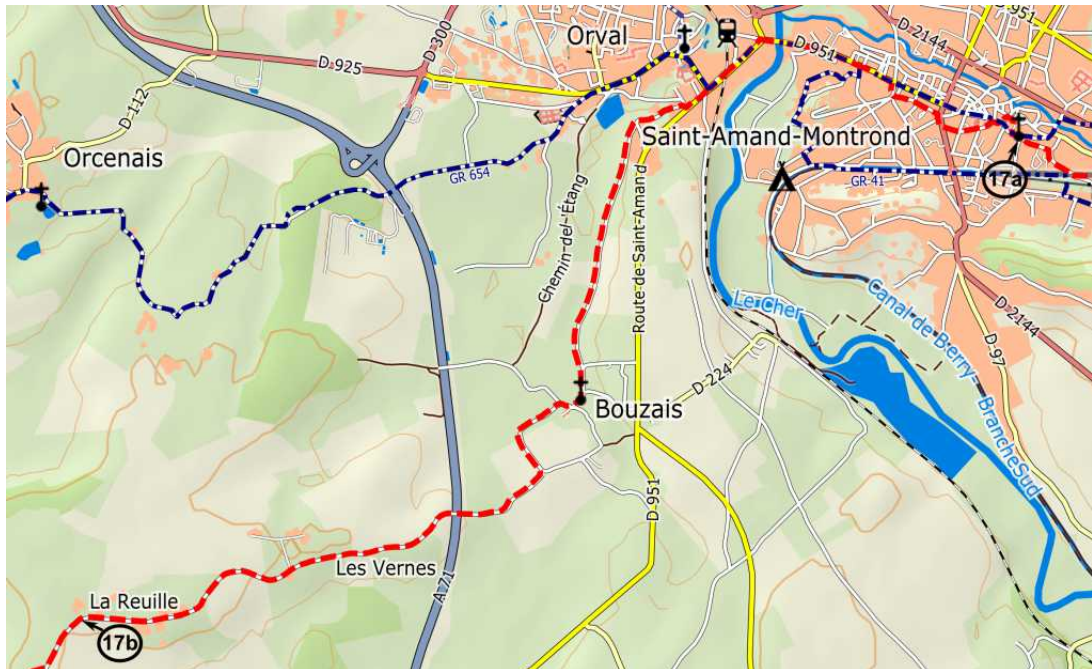 D 951
D 2144
Orval
D 300
D 951
D 925
D 112
Saint-Amand-Montrond
Orcenais
GR 654
17a
GR 41
Chemin-de-l'Étang
Route de Saint-Amand
Le Cher
Canal de Berry - Branche Sud
D 2144
D 97
D 224
Bouzais
D 951
Les Vernes
A 71
La Reuille
17b